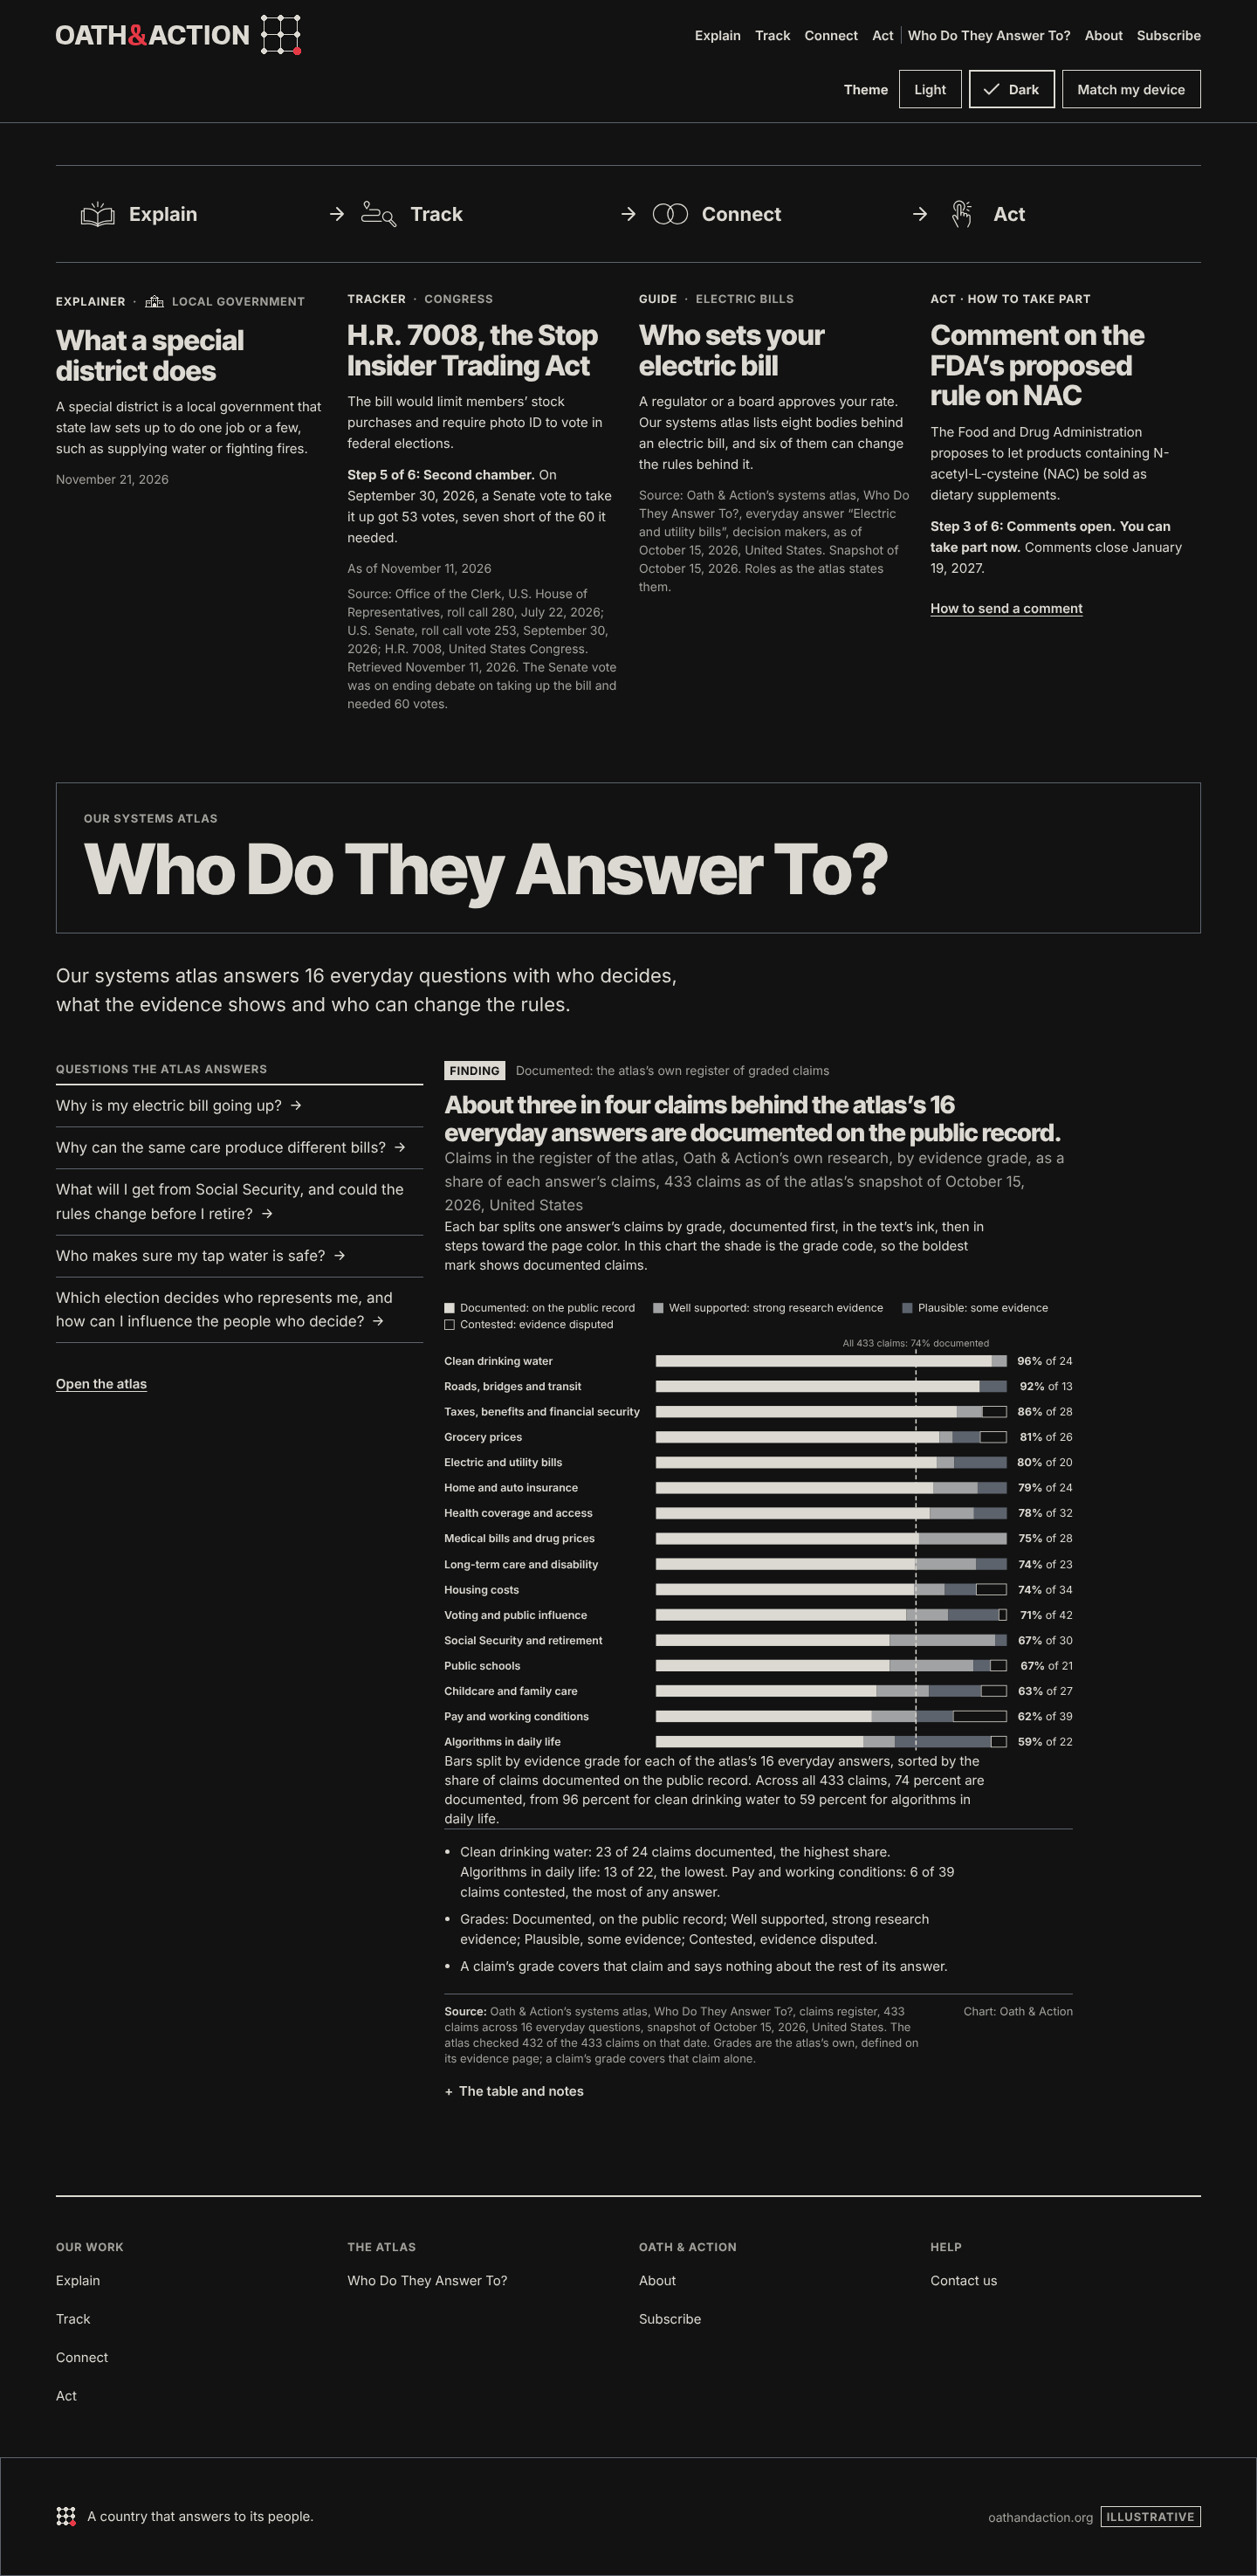 OATH&ACTION
Explain Track Connect Act Who Do They Answer To? About Subscribe
Theme Light Dark Match my device
Explain
Track
Connect
Act
EXPLAINER · LOCAL GOVERNMENT
What a special
district does
A special district is a local government that
state law sets up to do one job or a few,
such as supplying water or fighting fires.
November 21, 2026
TRACKER · CONGRESS
H.R. 7008, the Stop
Insider Trading Act
The bill would limit members’ stock
purchases and require photo ID to vote in
federal elections.
Step 5 of 6: Second chamber. On
September 30, 2026, a Senate vote to take
it up got 53 votes, seven short of the 60 it
needed.
As of November 11, 2026
Source: Office of the Clerk, U.S. House of
Representatives, roll call 280, July 22, 2026;
U.S. Senate, roll call vote 253, September 30,
2026; H.R. 7008, United States Congress.
Retrieved November 11, 2026. The Senate vote
was on ending debate on taking up the bill and
needed 60 votes.
GUIDE · ELECTRIC BILLS
Who sets your
electric bill
A regulator or a board approves your rate.
Our systems atlas lists eight bodies behind
an electric bill, and six of them can change
the rules behind it.
Source: Oath & Action’s systems atlas, Who Do
They Answer To?, everyday answer “Electric
and utility bills”, decision makers, as of
October 15, 2026, United States. Snapshot of
October 15, 2026. Roles as the atlas states
them.
ACT · HOW TO TAKE PART
Comment on the
FDA’s proposed
rule on NAC
The Food and Drug Administration
proposes to let products containing N-
acetyl-L-cysteine (NAC) be sold as
dietary supplements.
Step 3 of 6: Comments open. You can
take part now. Comments close January
19, 2027.
How to send a comment
OUR SYSTEMS ATLAS
Who Do They Answer To?
Our systems atlas answers 16 everyday questions with who decides,
what the evidence shows and who can change the rules.
QUESTIONS THE ATLAS ANSWERS
Why is my electric bill going up? →
Why can the same care produce different bills? →
What will I get from Social Security, and could the
rules change before I retire? →
Who makes sure my tap water is safe? →
Which election decides who represents me, and
how can I influence the people who decide? →
Open the atlas
FINDING Documented: the atlas’s own register of graded claims
About three in four claims behind the atlas’s 16
everyday answers are documented on the public record.
Claims in the register of the atlas, Oath & Action’s own research, by evidence grade, as a
share of each answer’s claims, 433 claims as of the atlas’s snapshot of October 15,
2026, United States
Each bar splits one answer’s claims by grade, documented first, in the text’s ink, then in
steps toward the page color. In this chart the shade is the grade code, so the boldest
mark shows documented claims.
Documented: on the public record Well supported: strong research evidence Plausible: some evidence
Contested: evidence disputed
All 433 claims: 74% documented
Clean drinking water 96% of 24
Roads, bridges and transit 92% of 13
Taxes, benefits and financial security 86% of 28
Grocery prices 81% of 26
Electric and utility bills 80% of 20
Home and auto insurance 79% of 24
Health coverage and access 78% of 32
Medical bills and drug prices 75% of 28
Long-term care and disability 74% of 23
Housing costs 74% of 34
Voting and public influence 71% of 42
Social Security and retirement 67% of 30
Public schools 67% of 21
Childcare and family care 63% of 27
Pay and working conditions 62% of 39
Algorithms in daily life 59% of 22
Bars split by evidence grade for each of the atlas’s 16 everyday answers, sorted by the
share of claims documented on the public record. Across all 433 claims, 74 percent are
documented, from 96 percent for clean drinking water to 59 percent for algorithms in
daily life.
• Clean drinking water: 23 of 24 claims documented, the highest share.
Algorithms in daily life: 13 of 22, the lowest. Pay and working conditions: 6 of 39
claims contested, the most of any answer.
• Grades: Documented, on the public record; Well supported, strong research
evidence; Plausible, some evidence; Contested, evidence disputed.
• A claim’s grade covers that claim and says nothing about the rest of its answer.
Source: Oath & Action’s systems atlas, Who Do They Answer To?, claims register, 433
claims across 16 everyday questions, snapshot of October 15, 2026, United States. The
atlas checked 432 of the 433 claims on that date. Grades are the atlas’s own, defined on
its evidence page; a claim’s grade covers that claim alone.
Chart: Oath & Action
+ The table and notes
OUR WORK
Explain
Track
Connect
Act
THE ATLAS
Who Do They Answer To?
OATH & ACTION
About
Subscribe
HELP
Contact us
A country that answers to its people.
oathandaction.org ILLUSTRATIVE